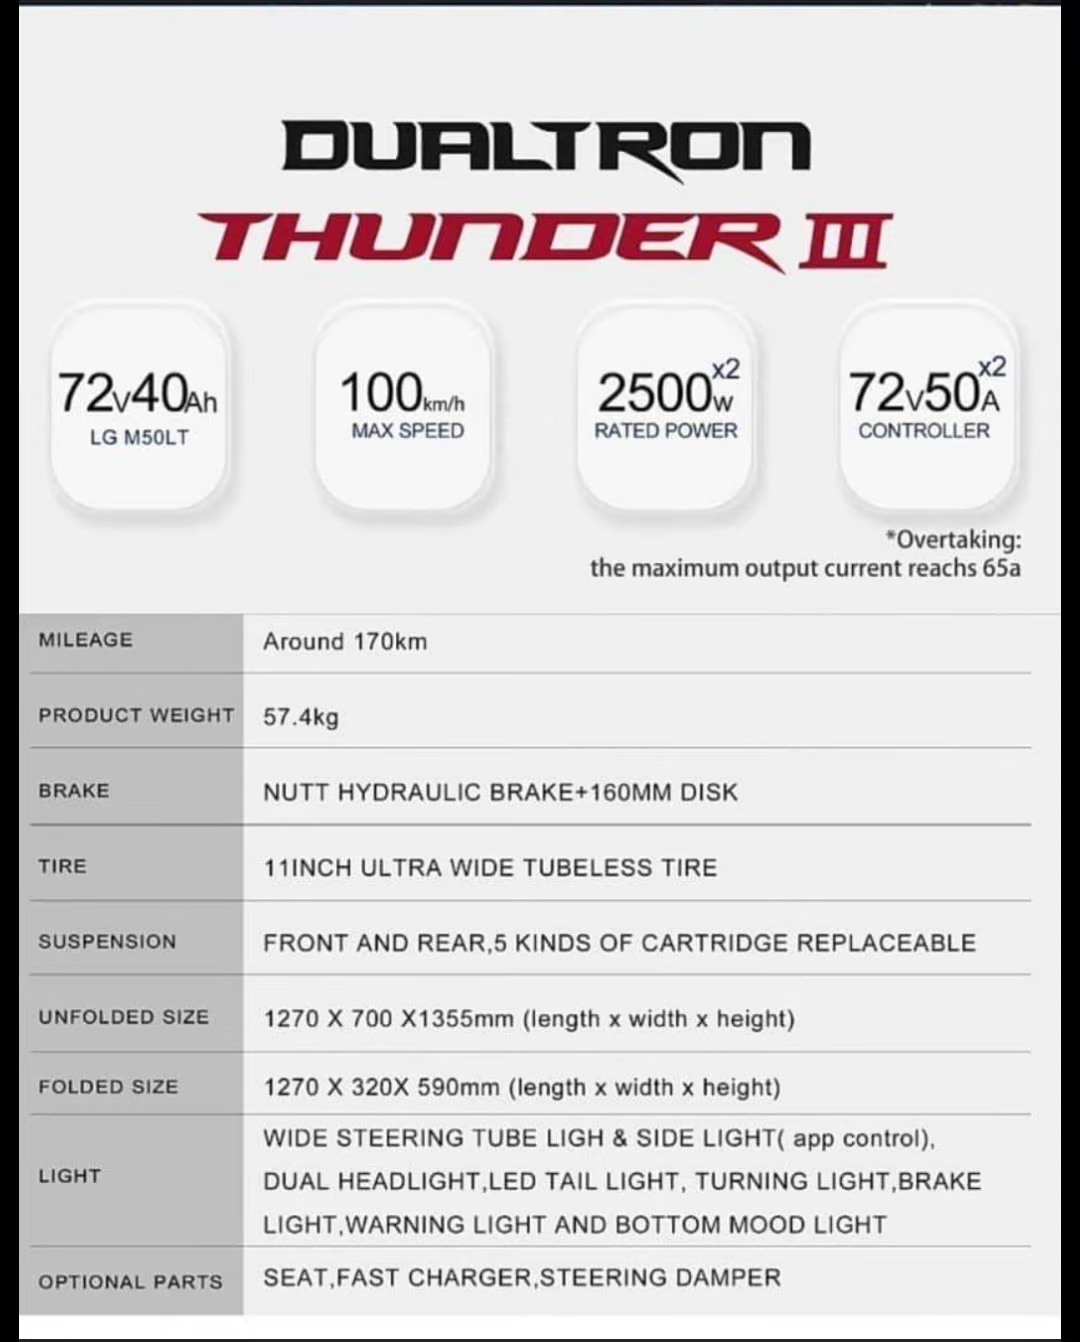 DUALTRON
THUNDER III
72V40Ah
LG M50LT
100km/h
MAX SPEED
2500W x2
RATED POWER
72V50A x2
CONTROLLER
*Overtaking:
the maximum output current reachs 65a
MILEAGE
Around 170km
PRODUCT WEIGHT
57.4kg
BRAKE
NUTT HYDRAULIC BRAKE+160MM DISK
TIRE
11INCH ULTRA WIDE TUBELESS TIRE
SUSPENSION
FRONT AND REAR,5 KINDS OF CARTRIDGE REPLACEABLE
UNFOLDED SIZE
1270 X 700 X1355mm (length x width x height)
FOLDED SIZE
1270 X 320X 590mm (length x width x height)
LIGHT
WIDE STEERING TUBE LIGH & SIDE LIGHT( app control),
DUAL HEADLIGHT,LED TAIL LIGHT, TURNING LIGHT,BRAKE
LIGHT,WARNING LIGHT AND BOTTOM MOOD LIGHT
OPTIONAL PARTS
SEAT,FAST CHARGER,STEERING DAMPER